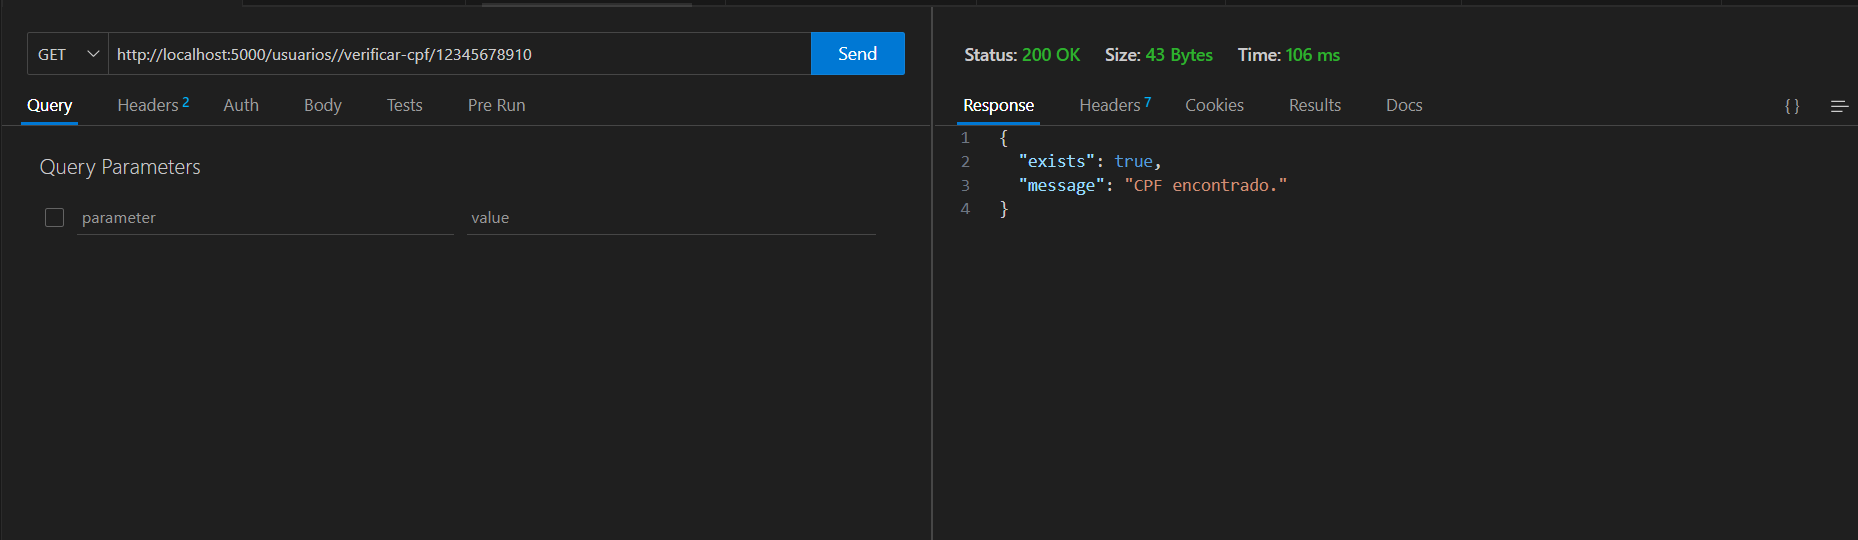 GET http://localhost:5000/usuarios//verificar-cpf/12345678910 Send
Query Headers 2 Auth Body Tests Pre Run
Query Parameters
parameter value
Status: 200 OK Size: 43 Bytes Time: 106 ms
Response Headers 7 Cookies Results Docs {}
1 {
2 "exists": true,
3 "message": "CPF encontrado."
4 }